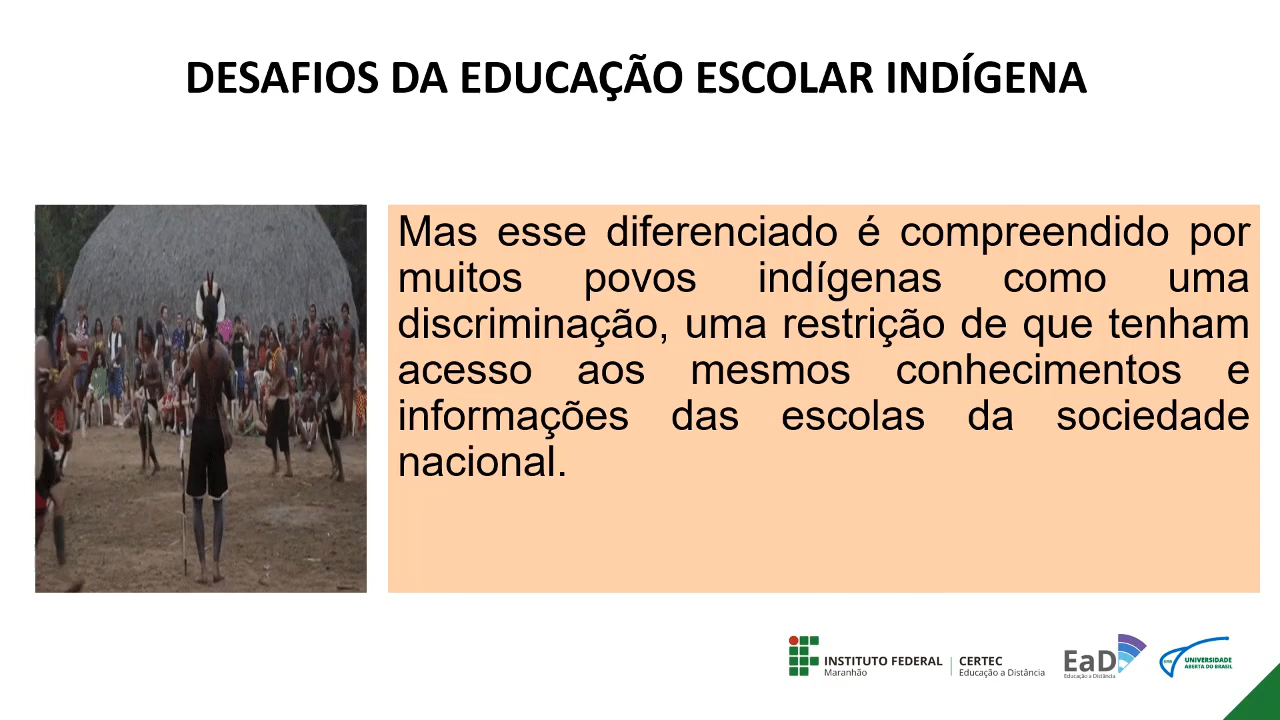 DESAFIOS DA EDUCAÇÃO ESCOLAR INDÍGENA
Mas esse diferenciado é compreendido por
muitos povos indígenas como uma
discriminação, uma restrição de que tenham
acesso aos mesmos conhecimentos e
informações das escolas da sociedade
nacional.
INSTITUTO FEDERAL
Maranhão
CERTEC
Educação a Distância
EaD
Educação a Distância
UNIVERSIDADE
ABERTA DO BRASIL